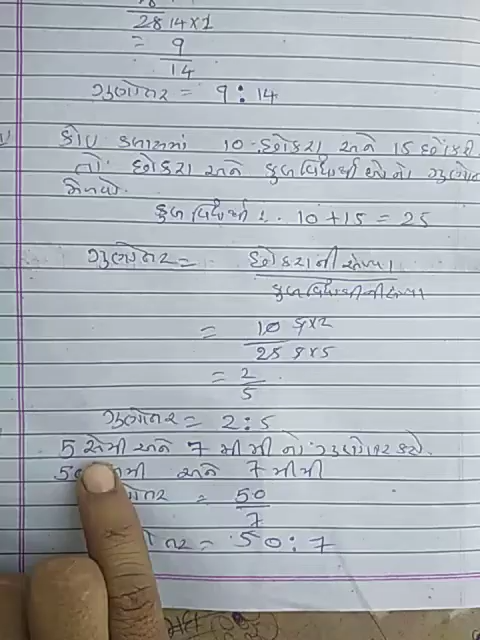 28 14×1
= 9
14
ગુણોત્તર = 9 : 14
કોઇ કલાસમાં 10 છોકરા અને 15 છોકરી
તો છોકરા અને કુલ વિદ્યાર્થીઓનો ગુણો
મેળવો.
કુલ વિદ્યાર્થી : 10 + 15 = 25
ગુણોત્તર = છોકરાની સંખ્યા
કુલ વિદ્યાર્થીની સંખ્યા
= 10 5×2
25 5×5
= 2
5
ગુણોત્તર = 2 : 5
5 સેમી અને 7 મીમી નો ગુણોત્તર કરો.
50 મીમી અને 7 મીમી
= 50
7
= 50 : 7